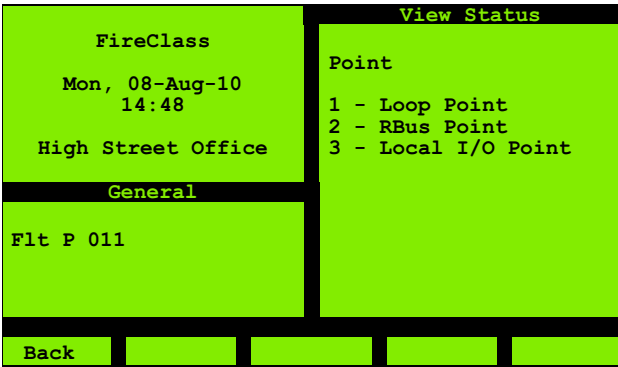 FireClass
Mon, 08-Aug-10
14:48
High Street Office
General
Flt P 011
View Status
Point
1 - Loop Point
2 - RBus Point
3 - Local I/O Point
Back